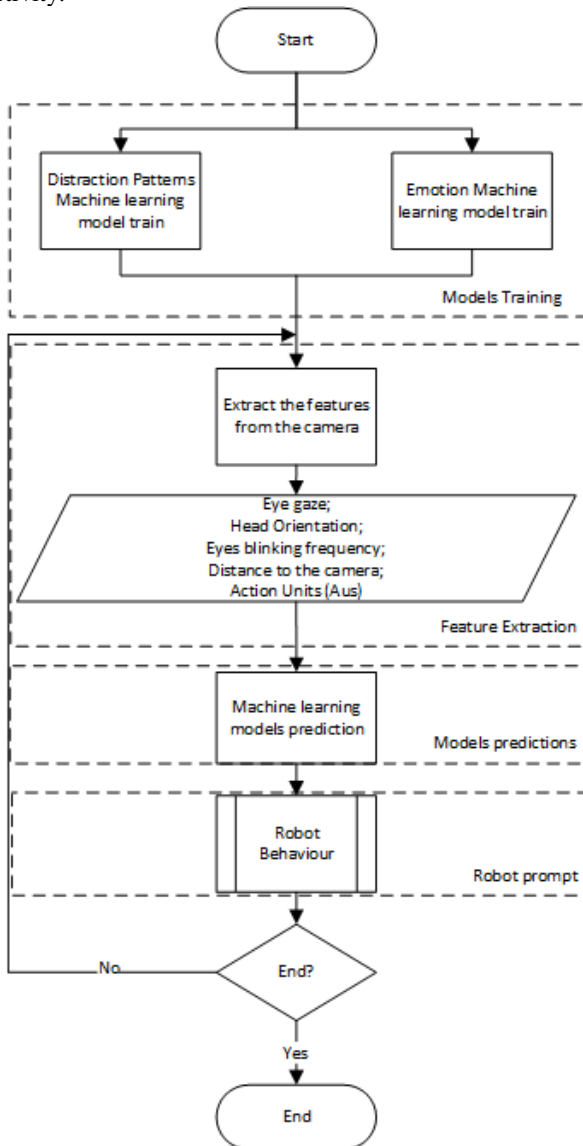 Start
Distraction Patterns
Machine learning
model train
Emotion Machine
learning model train
Models Training
Extract the features
from the camera
Eye gaze;
Head Orientation;
Eyes blinking frequency;
Distance to the camera;
Action Units (Aus)
Feature Extraction
Machine learning
models prediction
Models predictions
Robot
Behaviour
Robot prompt
End?
No
Yes
End